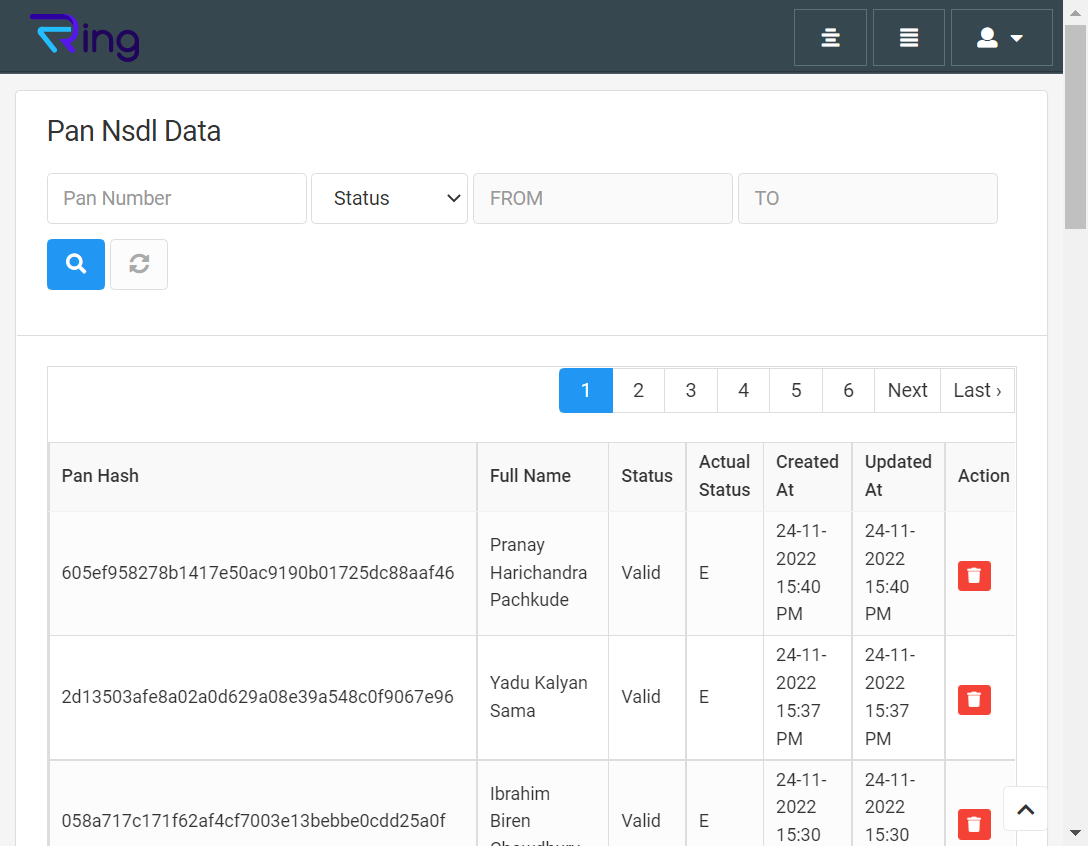 Ring
Pan Nsdl Data
Pan Number
Status
FROM
TO
1 2 3 4 5 6 Next Last ›
Pan Hash Full Name Status Actual Status Created At Updated At Action
605ef958278b1417e50ac9190b01725dc88aaf46 Pranay Harichandra Pachkude Valid E 24-11-2022 15:40 PM 24-11-2022 15:40 PM
2d13503afe8a02a0d629a08e39a548c0f9067e96 Yadu Kalyan Sama Valid E 24-11-2022 15:37 PM 24-11-2022 15:37 PM
058a717c171f62af4cf7003e13bebbe0cdd25a0f Ibrahim Biren Valid E 24-11-2022 15:30 24-11-2022 15:30